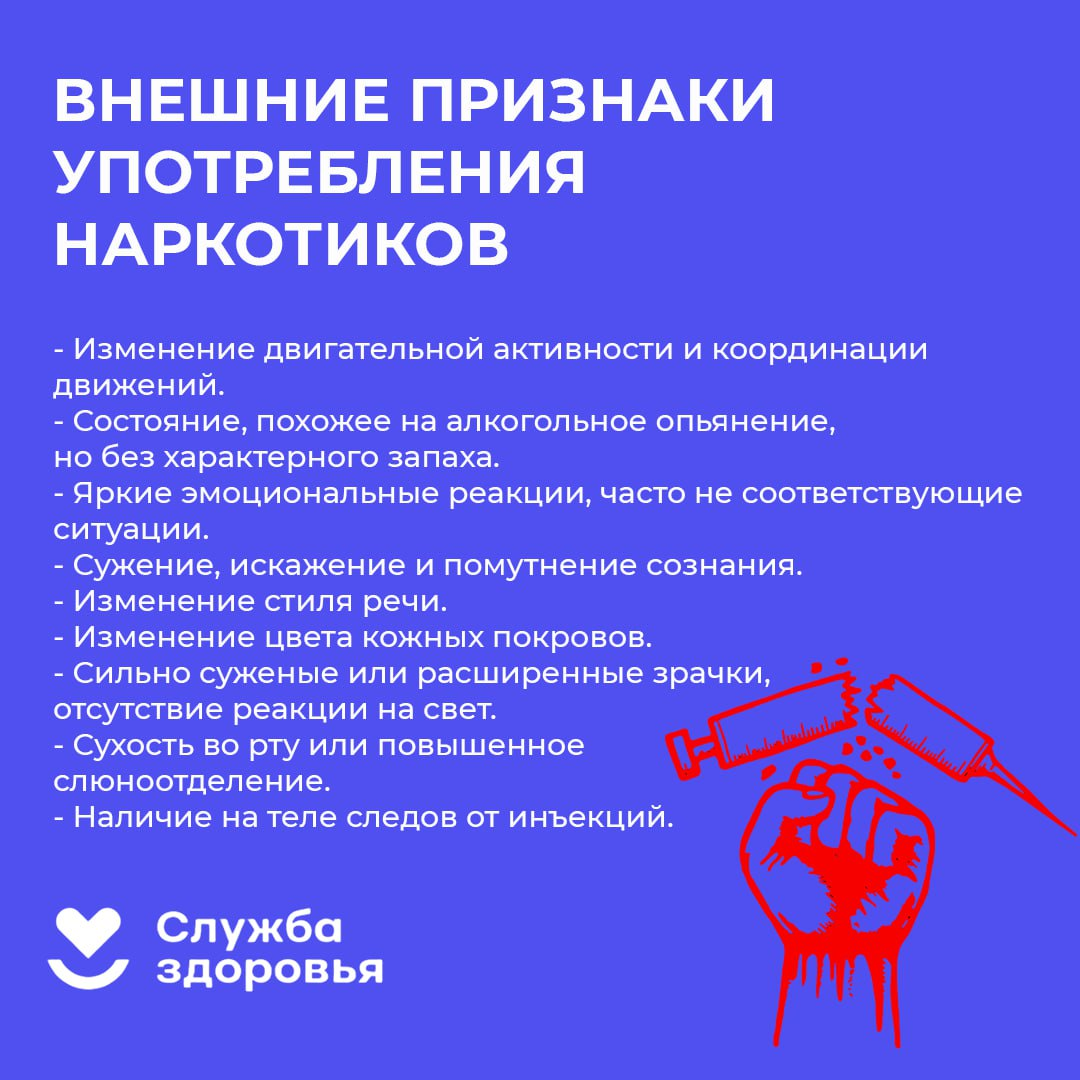 ВНЕШНИЕ ПРИЗНАКИ
УПОТРЕБЛЕНИЯ
НАРКОТИКОВ
- Изменение двигательной активности и координации
движений.
- Состояние, похожее на алкогольное опьянение,
но без характерного запаха.
- Яркие эмоциональные реакции, часто не соответствующие
ситуации.
- Сужение, искажение и помутнение сознания.
- Изменение стиля речи.
- Изменение цвета кожных покровов.
- Сильно суженые или расширенные зрачки,
отсутствие реакции на свет.
- Сухость во рту или повышенное
слюноотделение.
- Наличие на теле следов от инъекций.
Служба
здоровья